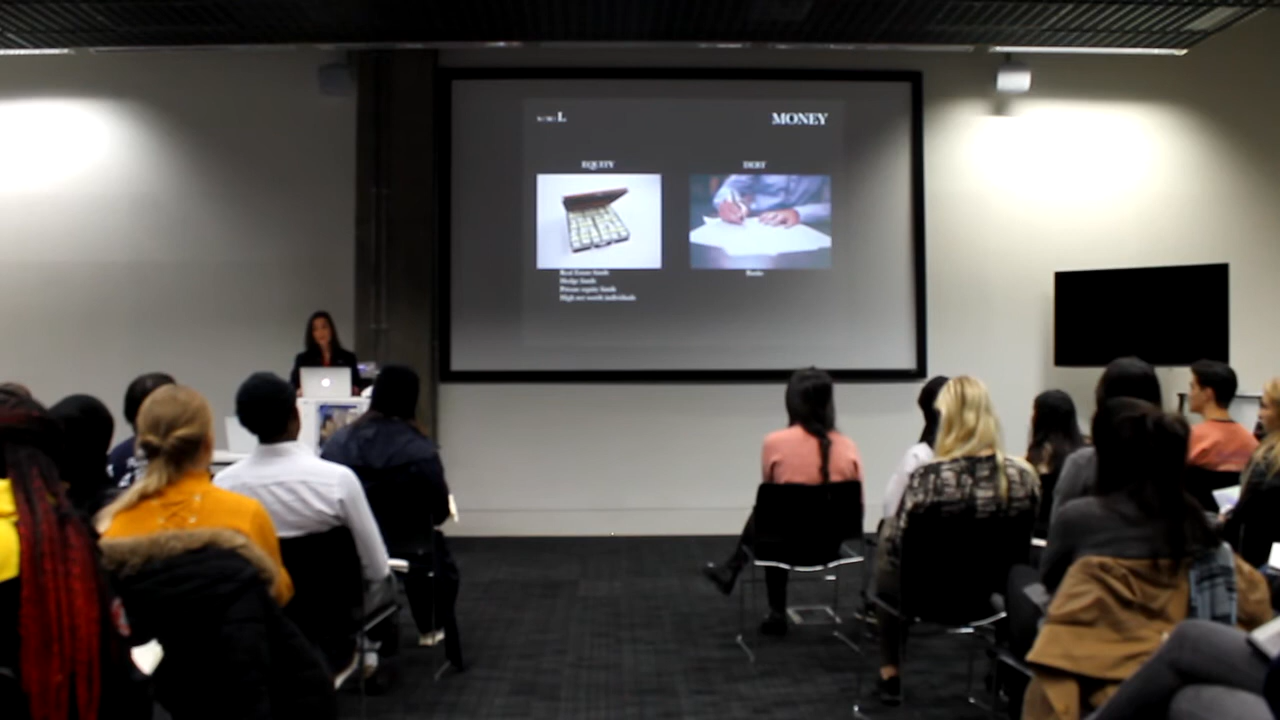 MONEY
EQUITY
DEBT
Real Estate funds
Hedge funds
Private equity funds
High net worth individuals
Banks